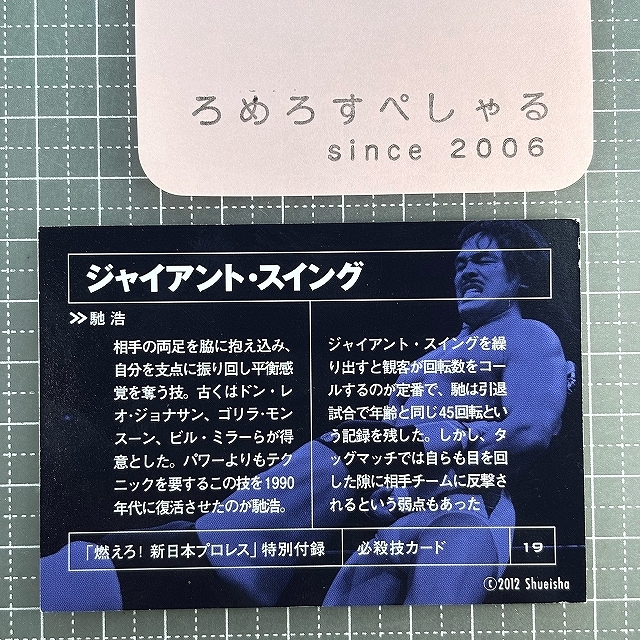 ろめろすぺしゃる
since 2006
ジャイアント・スイング
≫馳 浩
相手の両足を脇に抱え込み、
自分を支点に振り回し平衡感
覚を奪う技。古くはドン・レ
オ・ジョナサン、ゴリラ・モン
スーン、ビル・ミラーらが得
意とした。パワーよりもテク
ニックを要するこの技を1990
年代に復活させたのが馳浩。
ジャイアント・スイングを繰
り出すと観客が回転数をコー
ルするのが定番で、馳は引退
試合で年齢と同じ45回転とい
う記録を残した。しかし、タ
ッグマッチでは自らも目を回
した隙に相手チームに反撃さ
れるという弱点もあった
「燃えろ! 新日本プロレス」特別付録
必殺技カード
19
©2012 Shueisha